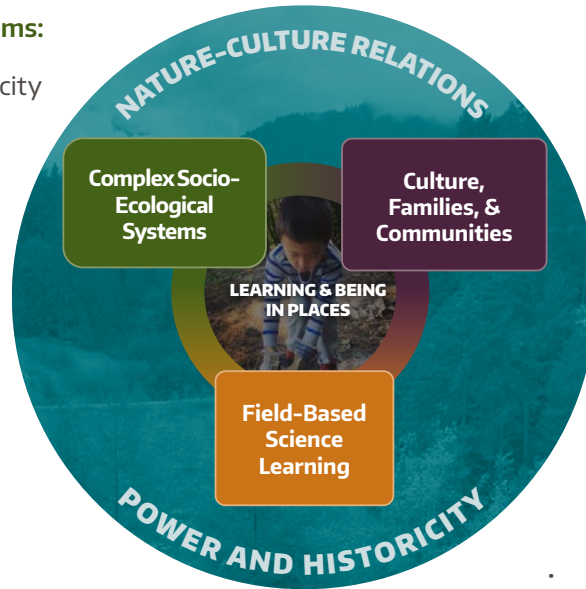 ms:
city
NATURE-CULTURE RELATIONS
Complex Socio-
Ecological
Systems
Culture,
Families, &
Communities
LEARNING & BEING
IN PLACES
Field-Based
Science
Learning
POWER AND HISTORICITY
.